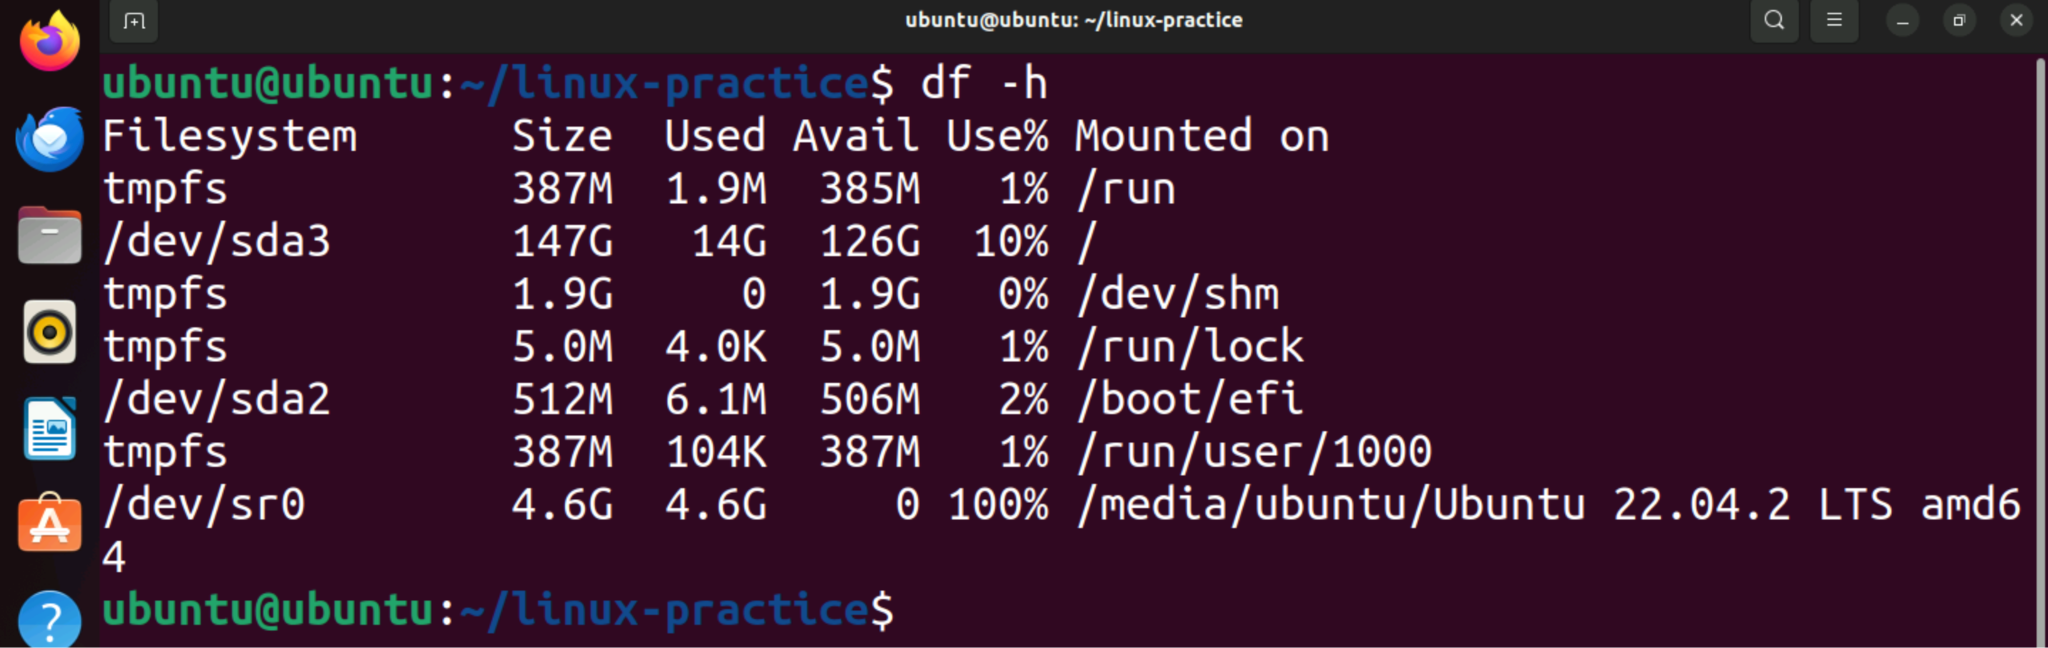 ubuntu@ubuntu: ~/linux-practice
ubuntu@ubuntu:~/linux-practice$ df -h
Filesystem      Size  Used Avail Use% Mounted on
tmpfs           387M  1.9M  385M   1% /run
/dev/sda3       147G   14G  126G  10% /
tmpfs           1.9G     0  1.9G   0% /dev/shm
tmpfs           5.0M  4.0K  5.0M   1% /run/lock
/dev/sda2       512M  6.1M  506M   2% /boot/efi
tmpfs           387M  104K  387M   1% /run/user/1000
/dev/sr0        4.6G  4.6G     0 100% /media/ubuntu/Ubuntu 22.04.2 LTS amd6
4
ubuntu@ubuntu:~/linux-practice$